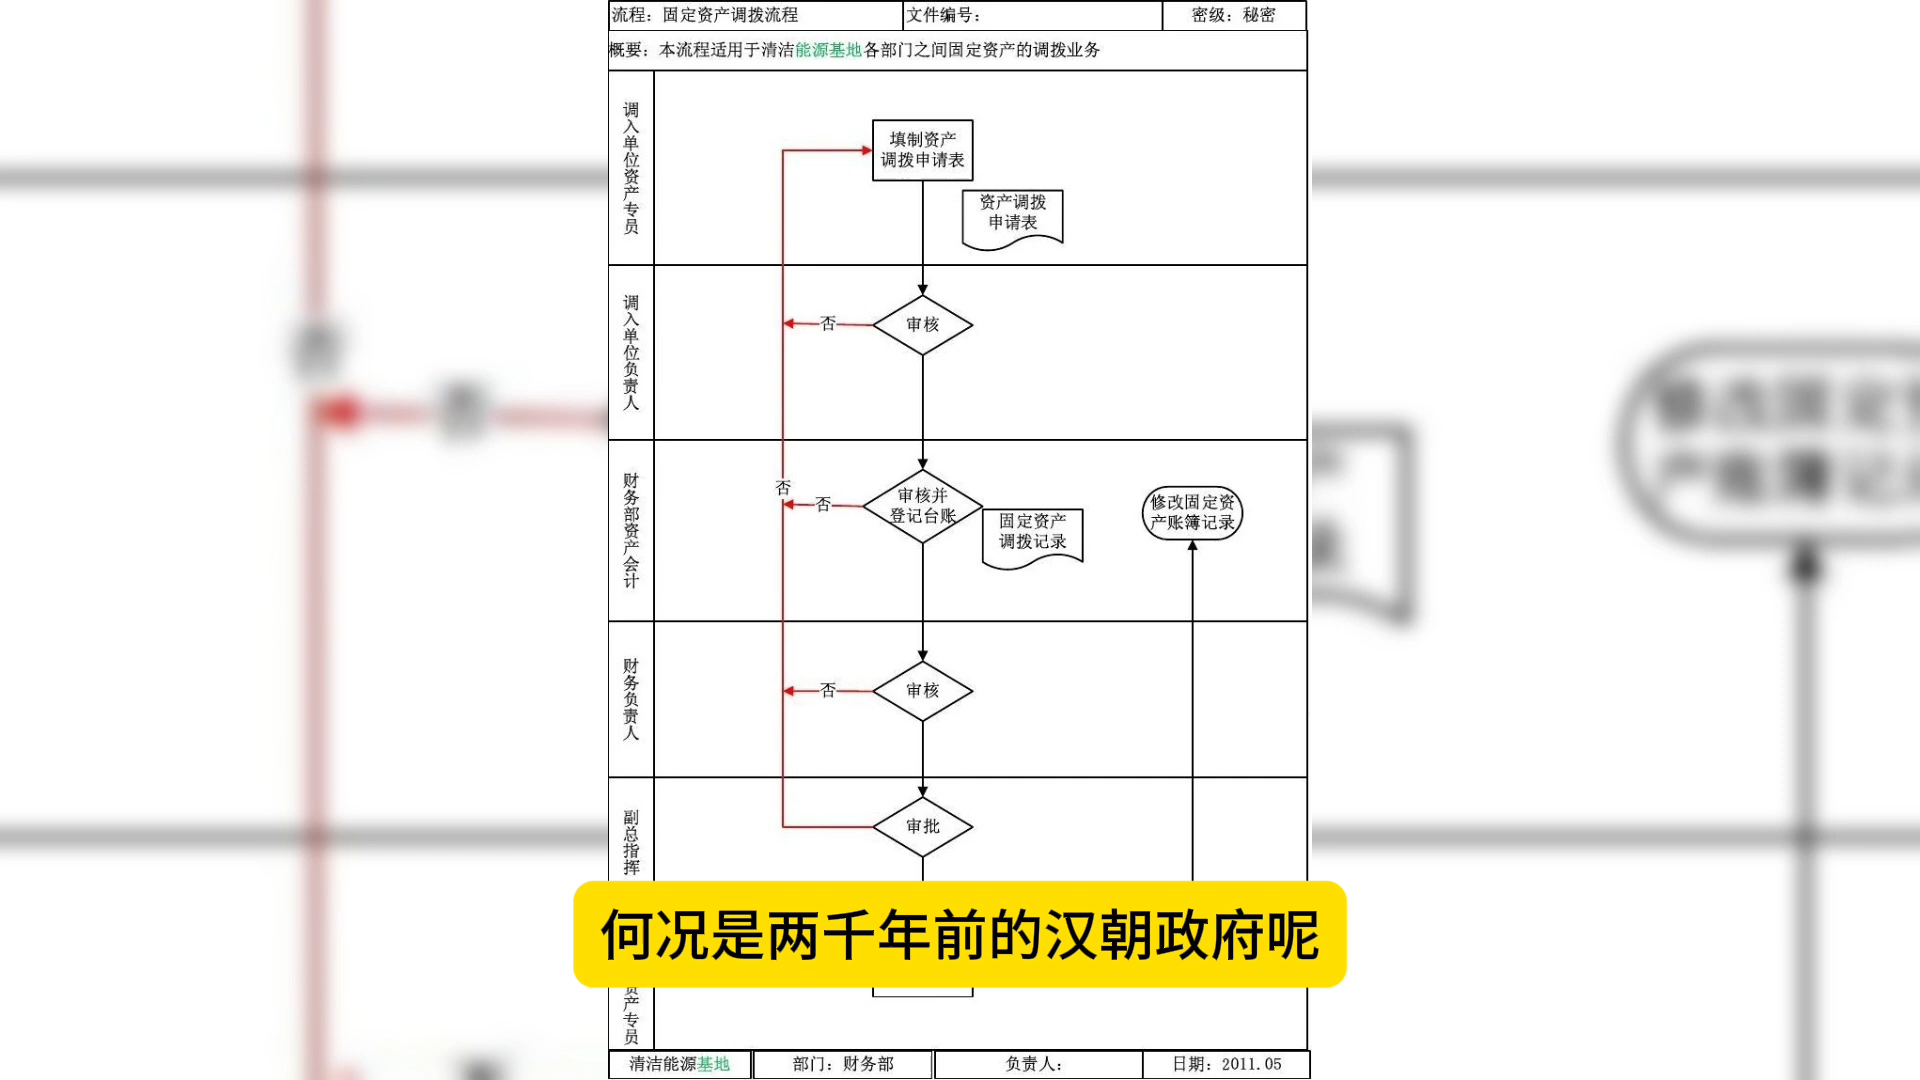 流程：固定资产调拨流程
文件编号：
密级：秘密
概要：本流程适用于清洁能源基地各部门之间固定资产的调拨业务
调入单位资产专员
填制资产
调拨申请表
资产调拨
申请表
调入单位负责人
否
审核
财务部资产会计
否
否
审核并
登记台账
固定资产
调拨记录
修改固定资
产账簿记录
财务负责人
否
审核
副总指挥
审批
何况是两千年前的汉朝政府呢
资产专员
清洁能源基地
部门：财务部
负责人：
日期：2011.05